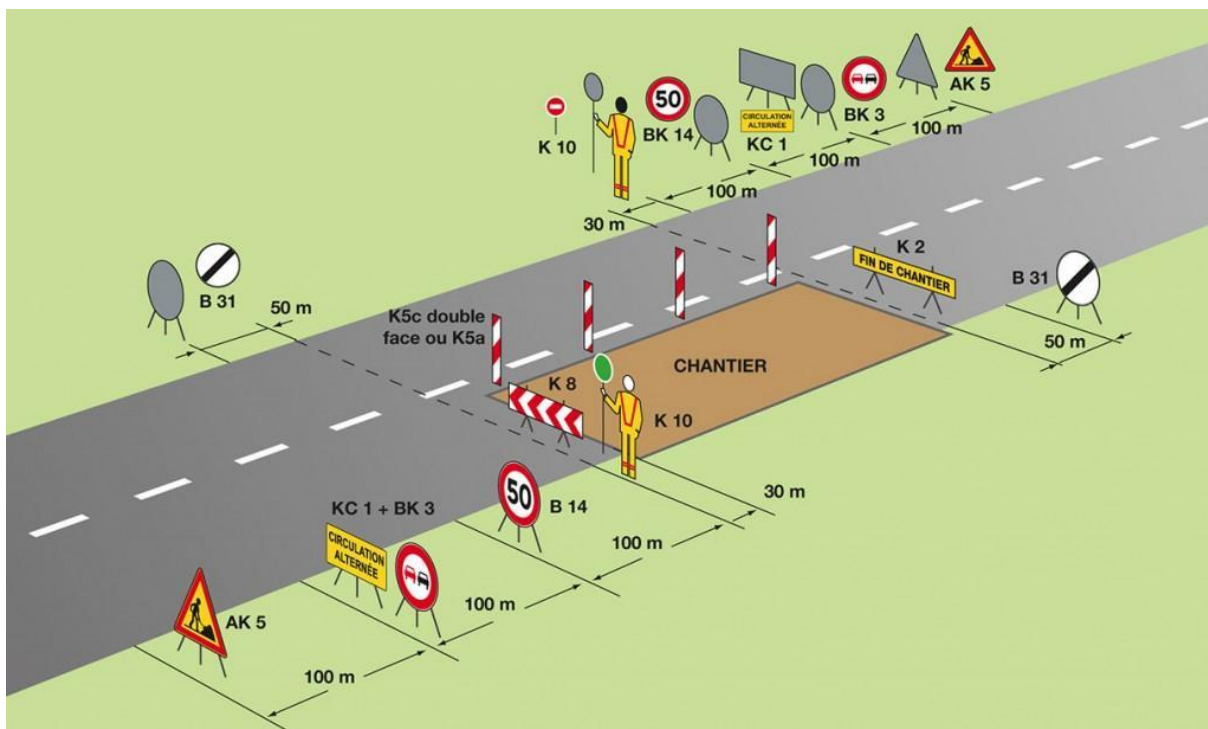 AK 5
100 m
50
BK 3
BK 14
CIRCULATION
ALTERNÉE
KC 1
100 m
K 10
100 m
30 m
K 2
FIN DE CHANTIER
B 31
50 m
B 31
50 m
K5c double
face ou K5a
CHANTIER
K 8
K 10
30 m
50
B 14
100 m
KC 1 + BK 3
CIRCULATION
ALTERNÉE
100 m
AK 5
100 m